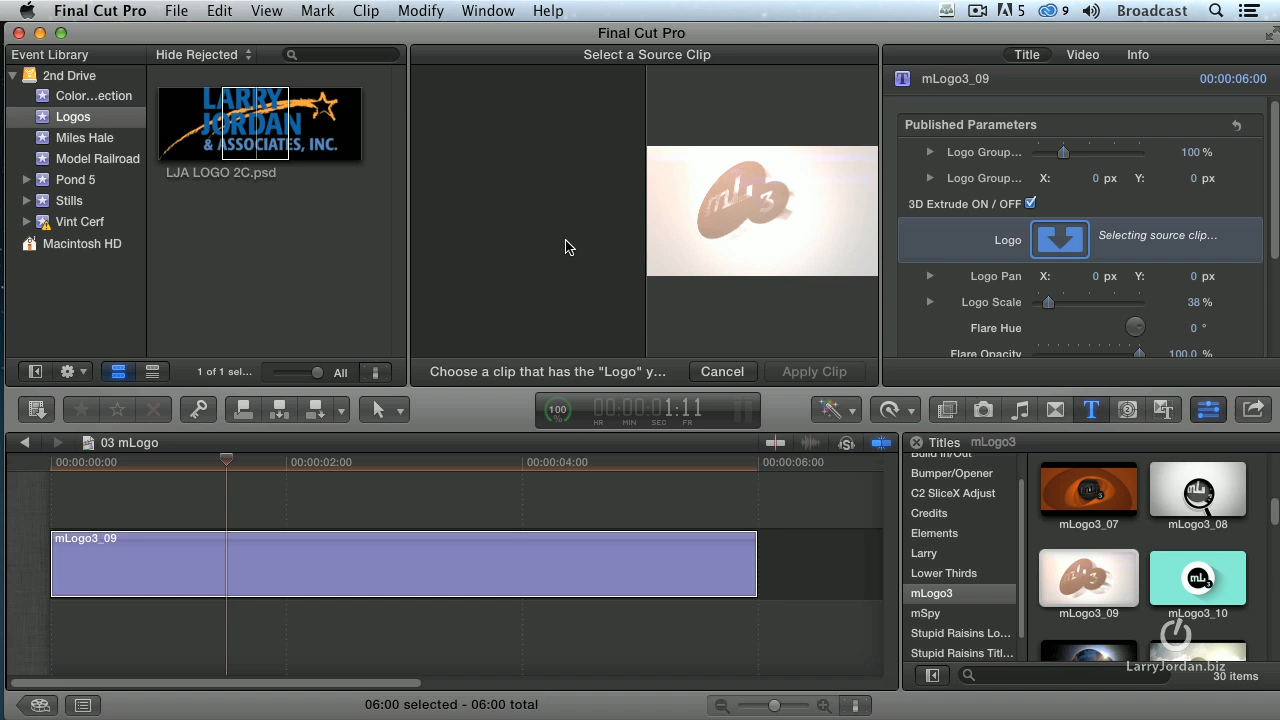 Final Cut Pro File Edit View Mark Clip Modify Window Help 5 9 Broadcast
Final Cut Pro
Event Library Hide Rejected
Select a Source Clip
Title Video Info
2nd Drive
Color...ection
Logos
Miles Hale
Model Railroad
Pond 5
Stills
Vint Cerf
Macintosh HD
LARRY
JORDAN
& ASSOCIATES, INC.
LJA LOGO 2C.psd
1 of 1 sel... All
mL 3
Choose a clip that has the "Logo" y... Cancel Apply Clip
mLogo3_09 00:00:06:00
Published Parameters
Logo Group... 100 %
Logo Group... X: 0 px Y: 0 px
3D Extrude ON / OFF
Logo Selecting source clip...
Logo Pan X: 0 px Y: 0 px
Logo Scale 38 %
Flare Hue 0 °
Flare Opacity 100.0 %
100 % 00:00:01:11
HR MIN SEC FR
03 mLogo
00:00:00:00 00:00:02:00 00:00:04:00 00:00:06:00
mLogo3_09
Titles mLogo3
Build In/Out
Bumper/Opener
C2 SliceX Adjust
Credits
Elements
Larry
Lower Thirds
mLogo3
mSpy
Stupid Raisins Lo...
Stupid Raisins Titl...
mLogo3_07 mLogo3_08
mLogo3_09 mLogo3_10
LarryJordan.biz
30 items
06:00 selected - 06:00 total